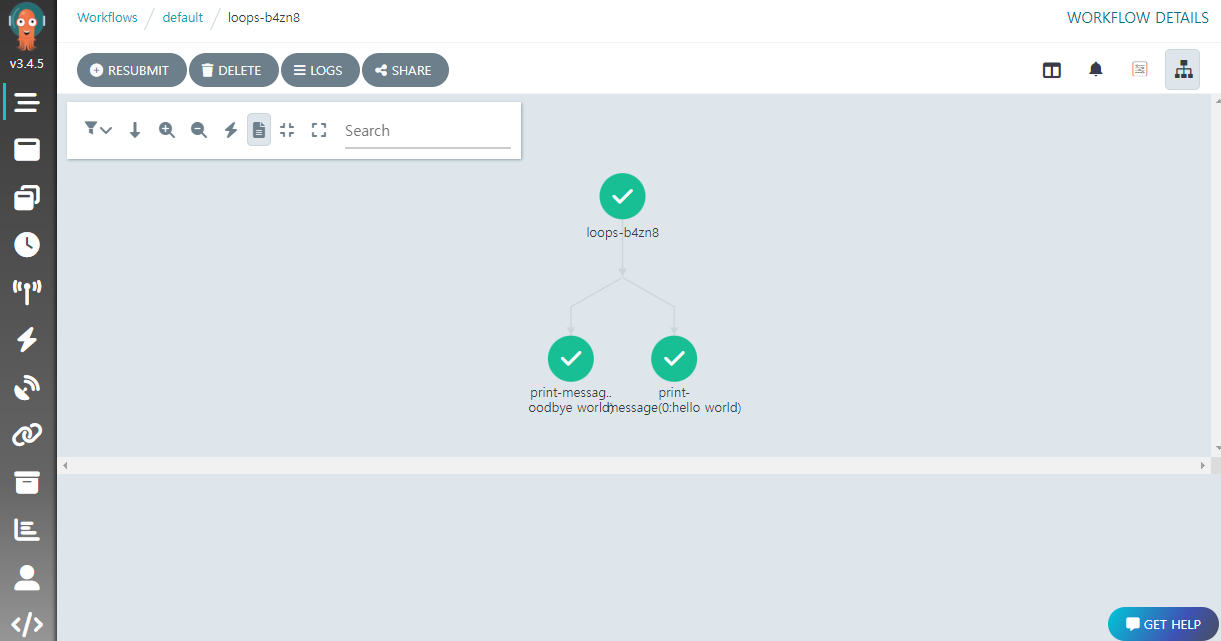 Workflows / default / loops-b4zn8
WORKFLOW DETAILS
v3.4.5
RESUBMIT
DELETE
LOGS
SHARE
Search
loops-b4zn8
print-messag..
oodbye world)
print-
message(0:hello world)
GET HELP